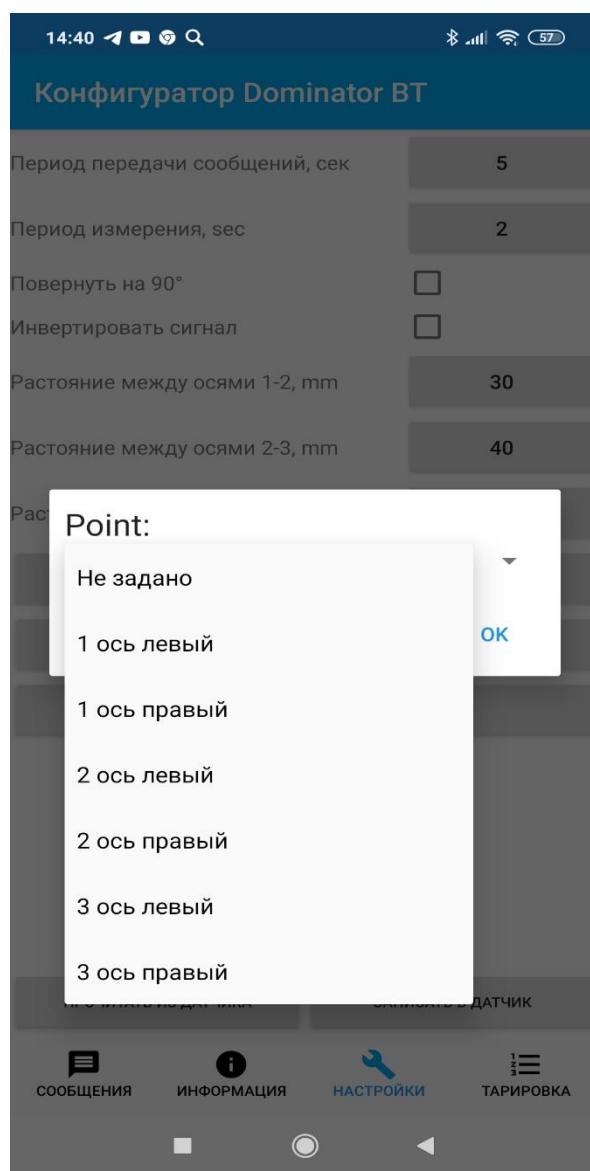 14:40 57
Конфигуратор Dominator BT
Период передачи сообщений, сек 5
Период измерения, sec 2
Повернуть на 90°
Инвертировать сигнал
Растояние между осями 1-2, mm 30
Растояние между осями 2-3, mm 40
Рас
Point:
Не задано
1 ось левый
OK
1 ось правый
2 ось левый
2 ось правый
3 ось левый
3 ось правый
ДАТЧИК
СООБЩЕНИЯ ИНФОРМАЦИЯ НАСТРОЙКИ ТАРИРОВКА